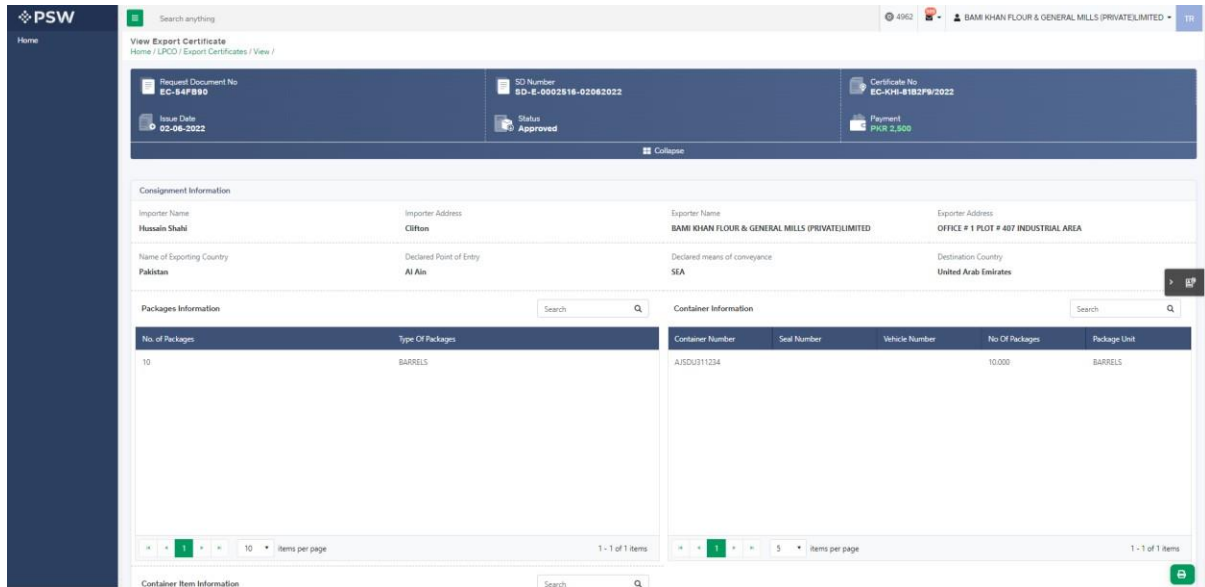 PSW
Search anything
4962
BAMI KHAN FLOUR & GENERAL MILLS (PRIVATE)LIMITED
TR
Home
View Export Certificate
Home / LPCO / Export Certificates / View /
Request Document No
EC-54FB90
SD Number
SD-E-0002516-02062022
Certificate No
EC-KHI-81B2F9/2022
Issue Date
02-06-2022
Status
Approved
Payment
PKR 2,500
Collapse
Consignment Information
Importer Name
Hussain Shahi
Importer Address
Clifton
Exporter Name
BAMI KHAN FLOUR & GENERAL MILLS (PRIVATE)LIMITED
Exporter Address
OFFICE # 1 PLOT # 407 INDUSTRIAL AREA
Name of Exporting Country
Pakistan
Declared Point of Entry
Al Ain
Declared means of conveyance
SEA
Destination Country
United Arab Emirates
Packages Information
Search
No. of Packages Type Of Packages
10 BARRELS
1 10 items per page 1 - 1 of 1 items
Container Information
Search
Container Number Seal Number Vehicle Number No Of Packages Package Unit
AJSDU311234 10.000 BARRELS
1 5 items per page 1 - 1 of 1 items
Container Item Information
Search